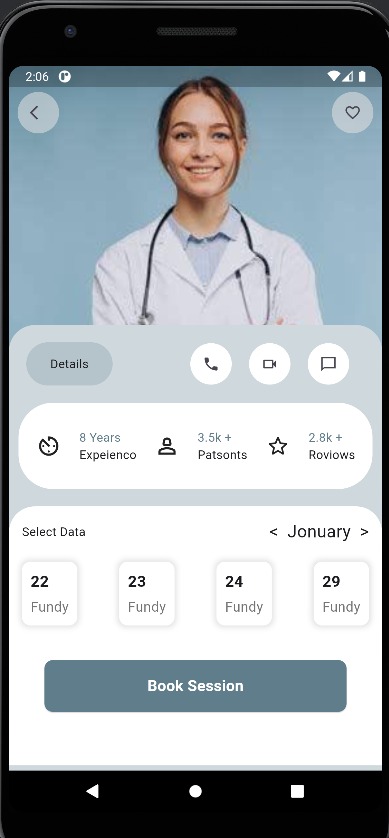 2:06
Details
8 Years
Expeienco
3.5k +
Patsonts
2.8k +
Roviows
Select Data
< Jonuary >
22
Fundy
23
Fundy
24
Fundy
29
Fundy
Book Session